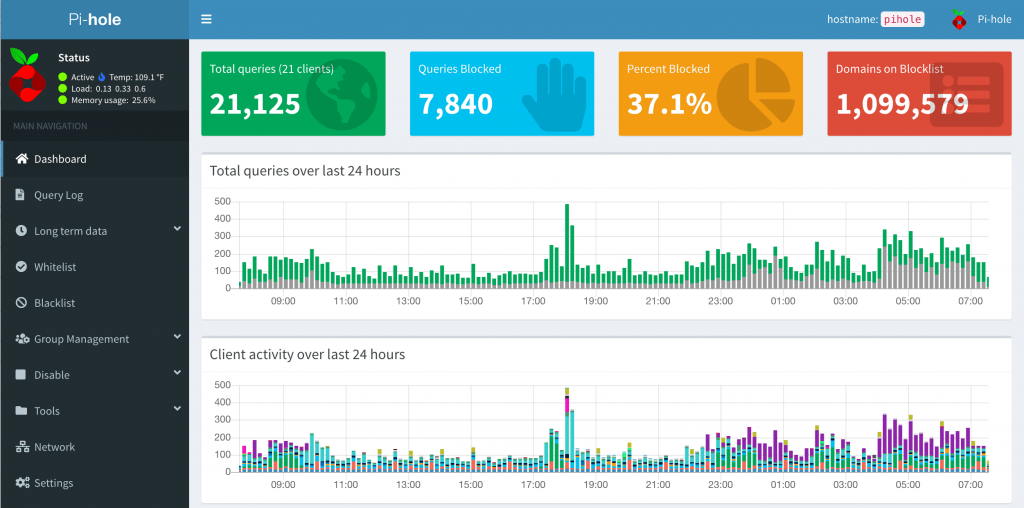 Pi-hole
hostname: pihole
Pi-hole
Status
Active Temp: 109.1 °F
Load: 0.13 0.33 0.6
Memory usage: 25.6%
MAIN NAVIGATION
Dashboard
Query Log
Long term data
Whitelist
Blacklist
Group Management
Disable
Tools
Network
Settings
Total queries (21 clients)
21,125
Queries Blocked
7,840
Percent Blocked
37.1%
Domains on Blocklist
1,099,579
Total queries over last 24 hours
500
400
300
200
100
0
09:00 11:00 13:00 15:00 17:00 19:00 21:00 23:00 01:00 03:00 05:00 07:00
Client activity over last 24 hours
500
400
300
200
100
0
09:00 11:00 13:00 15:00 17:00 19:00 21:00 23:00 01:00 03:00 05:00 07:00